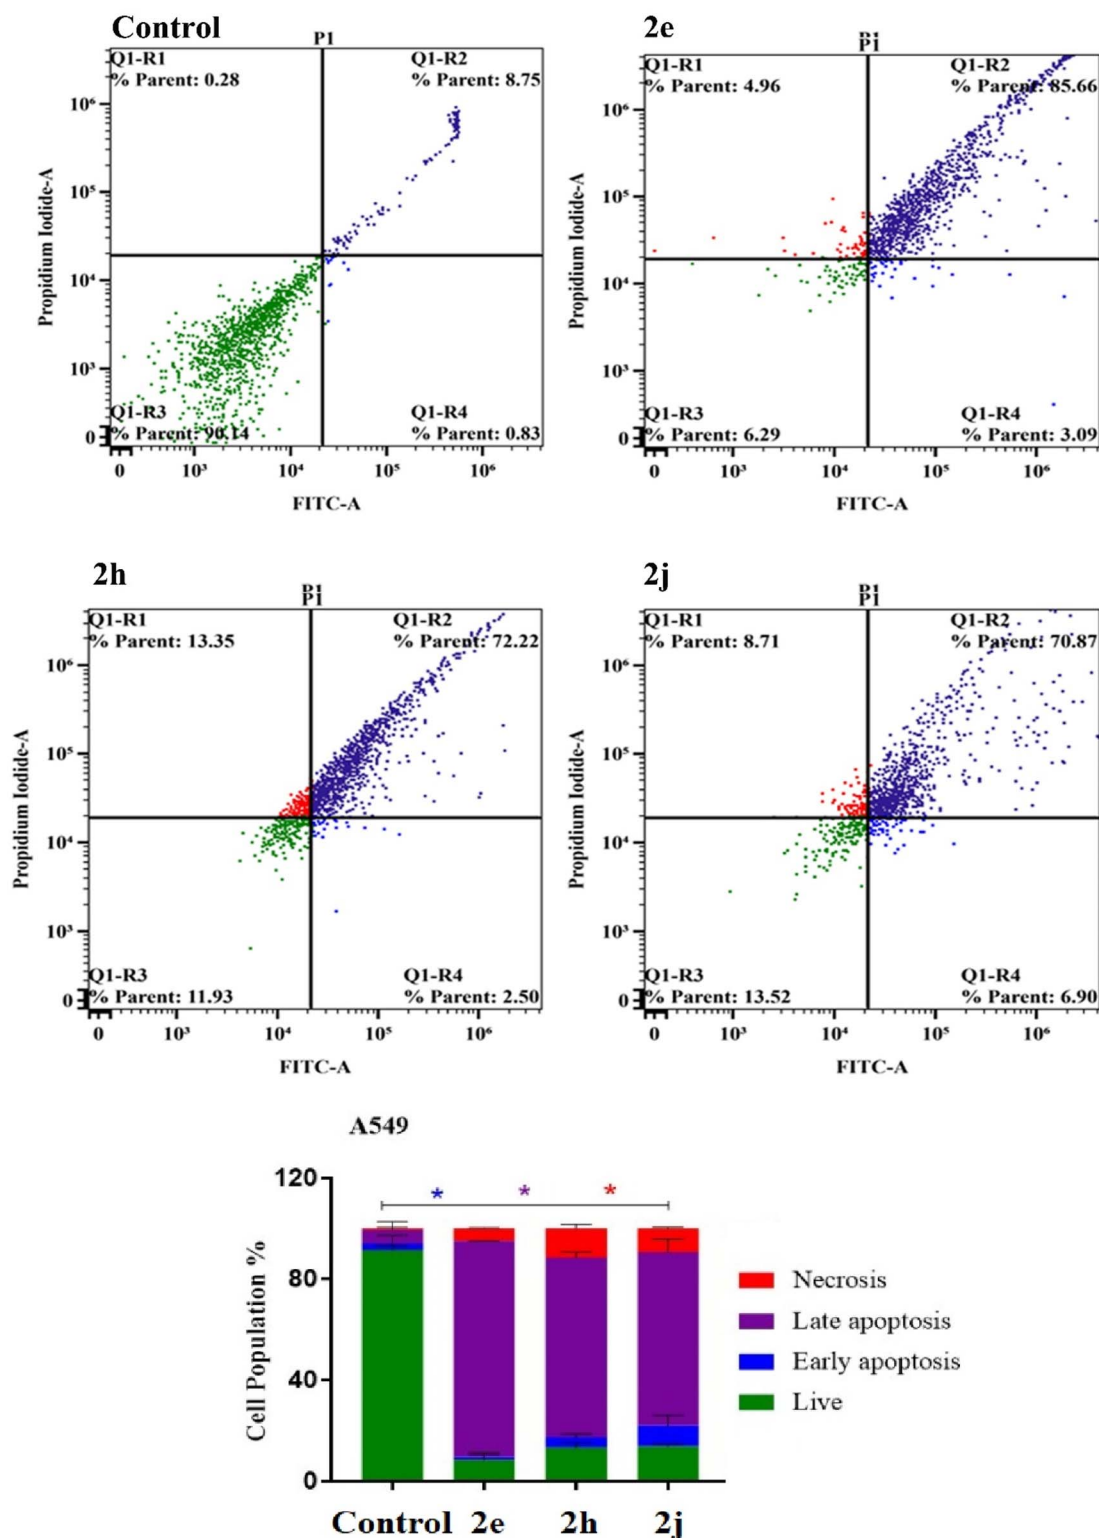 Control
P1
Q1-R1
% Parent: 0.28
Q1-R2
% Parent: 8.75
Propidium Iodide-A
10⁶
10⁵
10⁴
10³
0
Q1-R3
% Parent: 90.14
Q1-R4
% Parent: 0.83
0 10³ 10⁴ 10⁵ 10⁶
FITC-A
2e
P1
Q1-R1
% Parent: 4.96
Q1-R2
% Parent: 85.66
Propidium Iodide-A
10⁶
10⁵
10⁴
10³
0
Q1-R3
% Parent: 6.29
Q1-R4
% Parent: 3.09
0 10³ 10⁴ 10⁵ 10⁶
FITC-A
2h
P1
Q1-R1
% Parent: 13.35
Q1-R2
% Parent: 72.22
Propidium Iodide-A
10⁶
10⁵
10⁴
10³
0
Q1-R3
% Parent: 11.93
Q1-R4
% Parent: 2.50
0 10³ 10⁴ 10⁵ 10⁶
FITC-A
2j
P1
Q1-R1
% Parent: 8.71
Q1-R2
% Parent: 70.87
Propidium Iodide-A
10⁶
10⁵
10⁴
10³
0
Q1-R3
% Parent: 13.52
Q1-R4
% Parent: 6.90
0 10³ 10⁴ 10⁵ 10⁶
FITC-A
A549
Cell Population %
120
80
40
0
* * *
Necrosis
Late apoptosis
Early apoptosis
Live
Control 2e 2h 2j